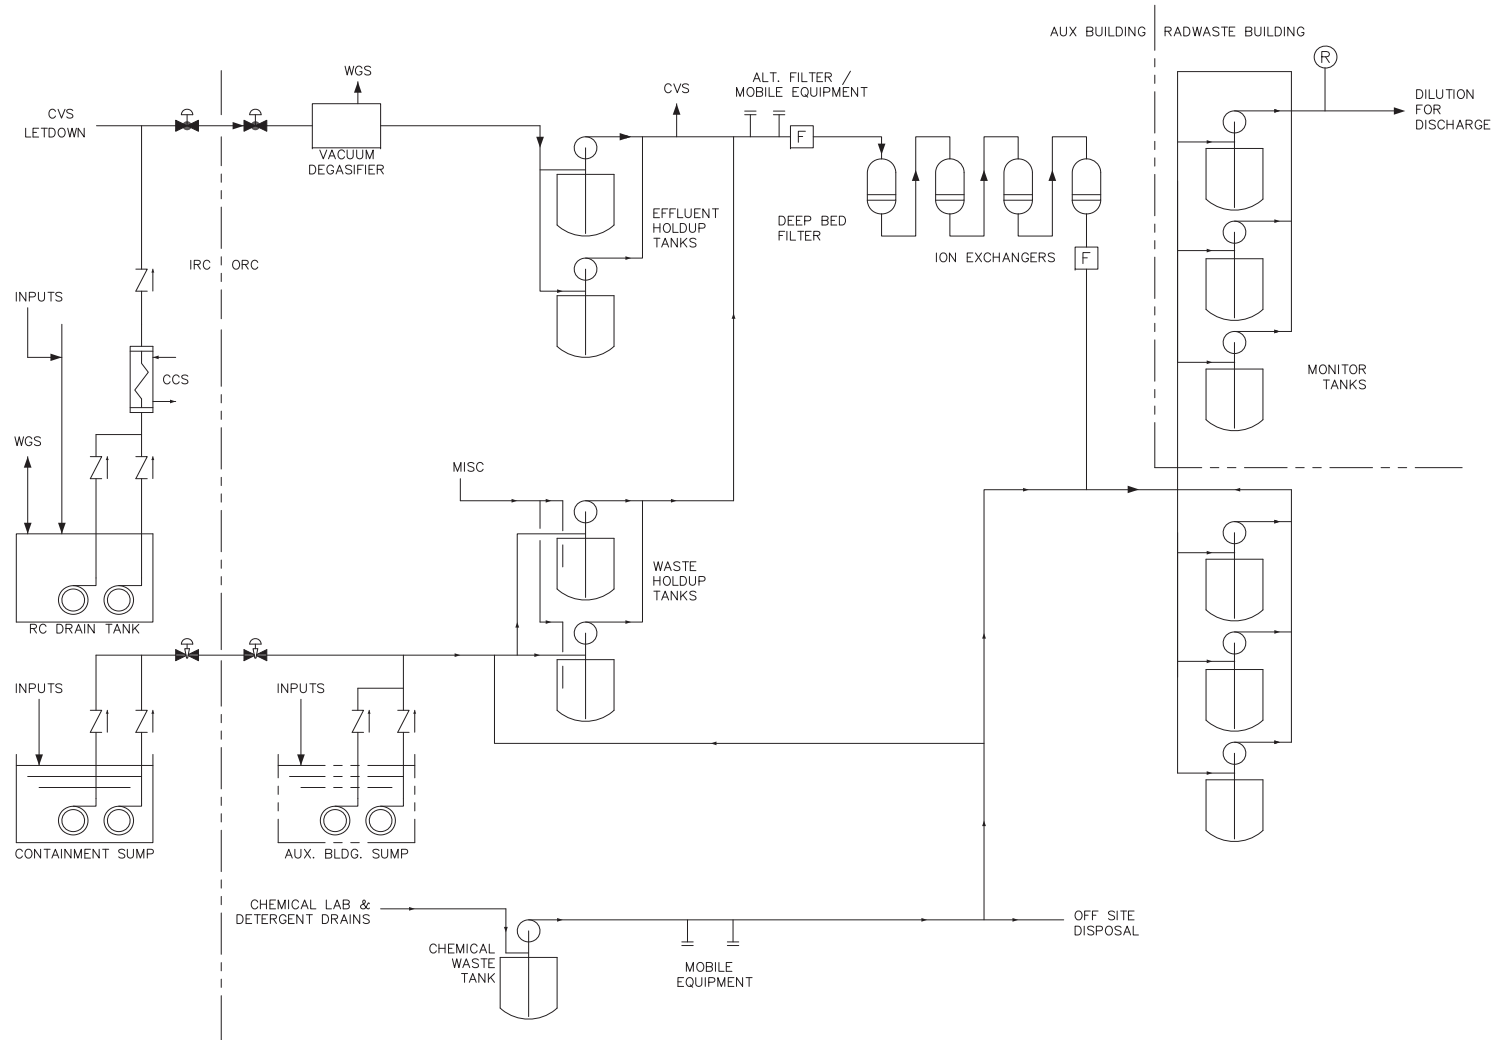 AUX BUILDING
RADWASTE BUILDING
R
WGS
CVS
ALT. FILTER /
MOBILE EQUIPMENT
CVS
LETDOWN
DILUTION
FOR
DISCHARGE
F
VACUUM
DEGASIFIER
EFFLUENT
HOLDUP
TANKS
DEEP BED
FILTER
ION EXCHANGERS
F
IRC
ORC
INPUTS
CCS
MONITOR
TANKS
WGS
MISC
WASTE
HOLDUP
TANKS
RC DRAIN TANK
INPUTS
INPUTS
CONTAINMENT SUMP
AUX. BLDG. SUMP
CHEMICAL LAB &
DETERGENT DRAINS
OFF SITE
DISPOSAL
CHEMICAL
WASTE
TANK
MOBILE
EQUIPMENT